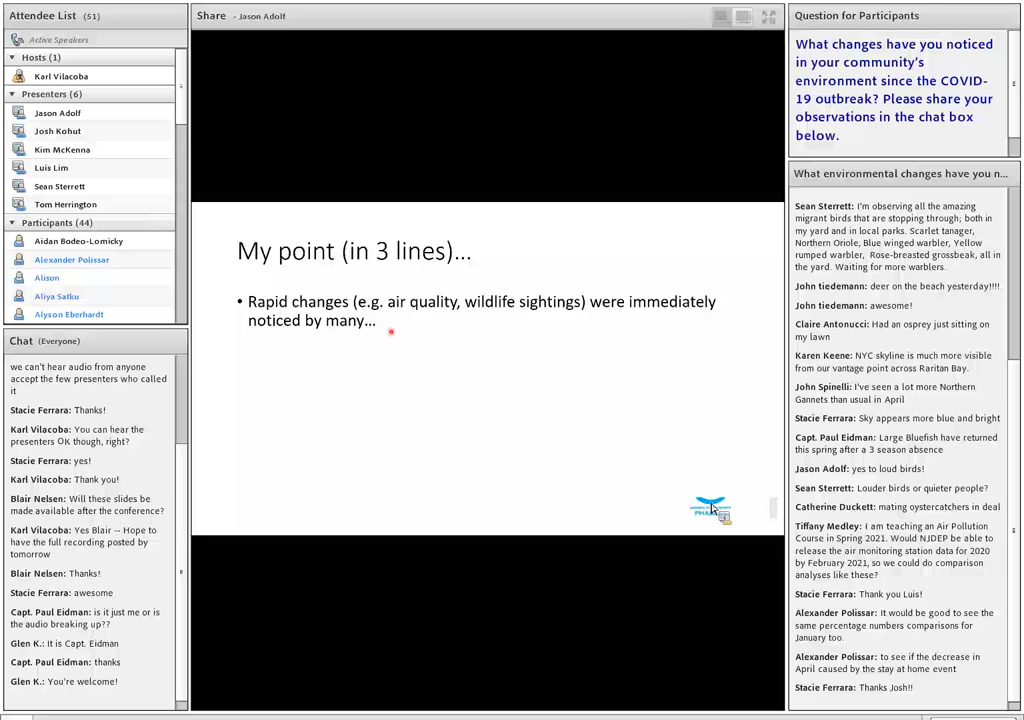 Attendee List (51)
Active Speakers
Hosts (1)
Karl Vilacoba
Presenters (6)
Jason Adolf
Josh Kohut
Kim McKenna
Luis Lim
Sean Sterrett
Tom Herrington
Participants (44)
Aidan Bodeo-Lomicky
Alexander Polissar
Alison
Aliya Satku
Alyson Eberhardt
Chat (Everyone)
we can't hear audio from anyone
accept the few presenters who called
it
Stacie Ferrara: Thanks!
Karl Vilacoba: You can hear the
presenters OK though, right?
Stacie Ferrara: yes!
Karl Vilacoba: Thank you!
Blair Nelsen: Will these slides be
made available after the conference?
Karl Vilacoba: Yes Blair -- Hope to
have the full recording posted by
tomorrow
Blair Nelsen: Thanks!
Stacie Ferrara: awesome
Capt. Paul Eidman: is it just me or is
the audio breaking up??
Glen K.: It is Capt. Eidman
Capt. Paul Eidman: thanks
Glen K.: You're welcome!
Share - Jason Adolf
My point (in 3 lines)...
• Rapid changes (e.g. air quality, wildlife sightings) were immediately
noticed by many...
Question for Participants
What changes have you noticed
in your community's
environment since the COVID-
19 outbreak? Please share your
observations in the chat box
below.
What environmental changes have you n...
Sean Sterrett: I'm observing all the amazing
migrant birds that are stopping through; both in
my yard and in local parks. Scarlet tanager,
Northern Oriole, Blue winged warbler, Yellow
rumped warbler, Rose-breasted grossbeak, all in
the yard. Waiting for more warblers.
John tiedemann: deer on the beach yesterday!!!!
John tiedemann: awesome!
Claire Antonucci: Had an osprey just sitting on
my lawn
Karen Keene: NYC skyline is much more visible
from our vantage point across Raritan Bay.
John Spinelli: I've seen a lot more Northern
Gannets than usual in April
Stacie Ferrara: Sky appears more blue and bright
Capt. Paul Eidman: Large Bluefish have returned
this spring after a 3 season absence
Jason Adolf: yes to loud birds!
Sean Sterrett: Louder birds or quieter people?
Catherine Duckett: mating oystercatchers in deal
Tiffany Medley: I am teaching an Air Pollution
Course in Spring 2021. Would NJDEP be able to
release the air monitoring station data for 2020
by February 2021, so we could do comparison
analyses like these?
Stacie Ferrara: Thank you Luis!
Alexander Polissar: It would be good to see the
same percentage numbers comparisons for
January too.
Alexander Polissar: to see if the decrease in
April caused by the stay at home event
Stacie Ferrara: Thanks Josh!!